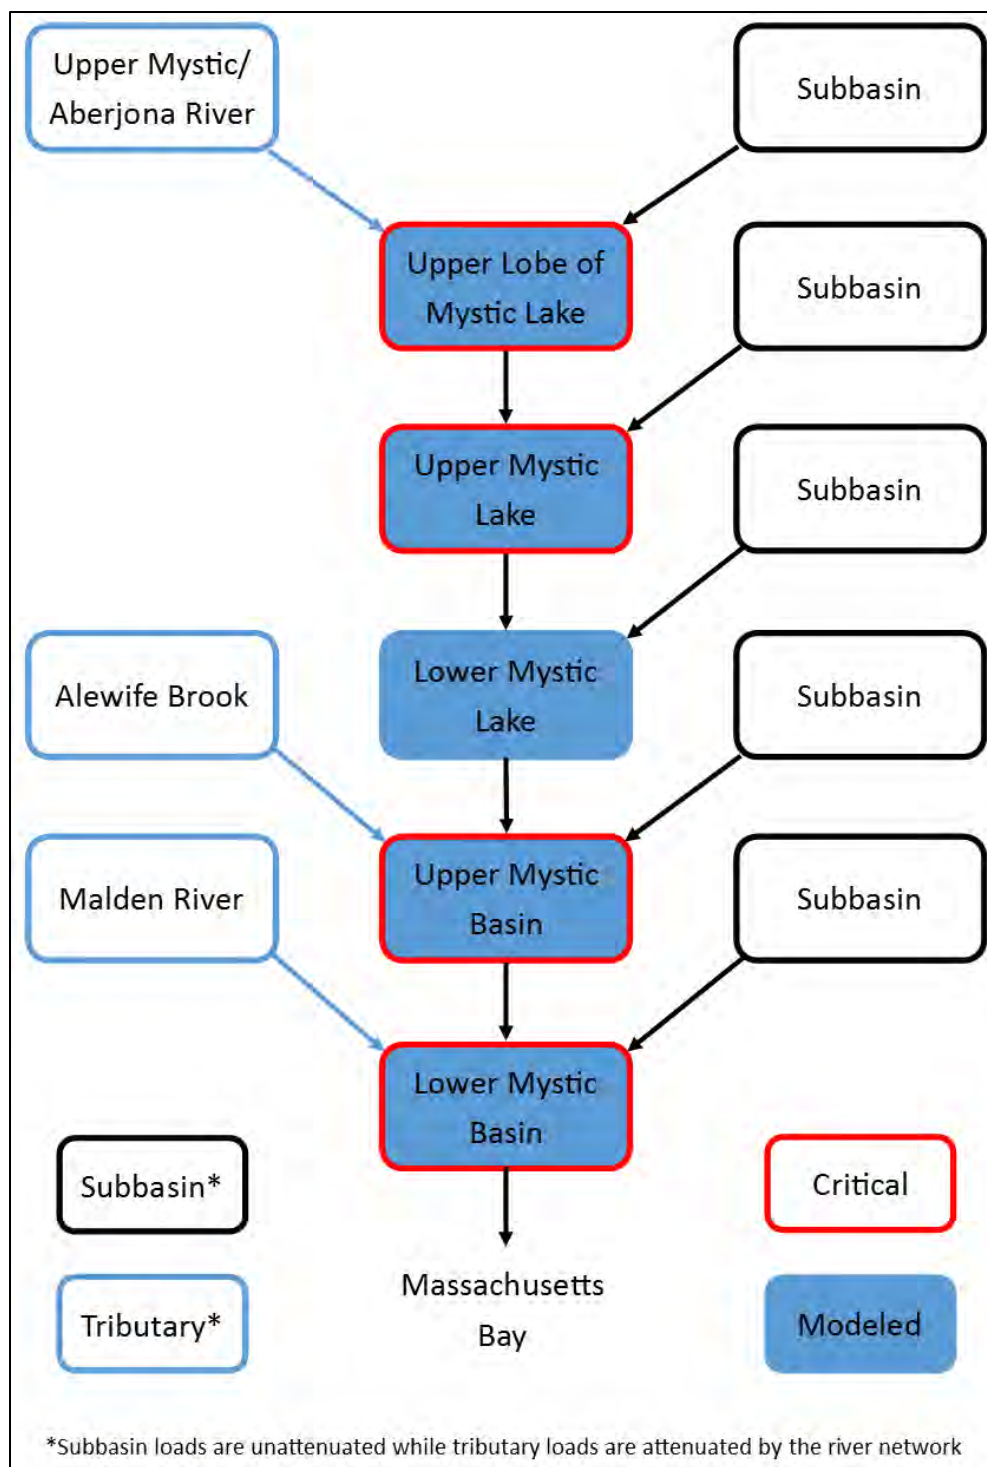 Upper Mystic/
Aberjona River
Subbasin
Upper Lobe of
Mystic Lake
Subbasin
Upper Mystic
Lake
Subbasin
Lower Mystic
Lake
Alewife Brook
Subbasin
Upper Mystic
Basin
Malden River
Subbasin
Lower Mystic
Basin
Subbasin*
Critical
Massachusetts
Bay
Tributary*
Modeled
*Subbasin loads are unattenuated while tributary loads are attenuated by the river network